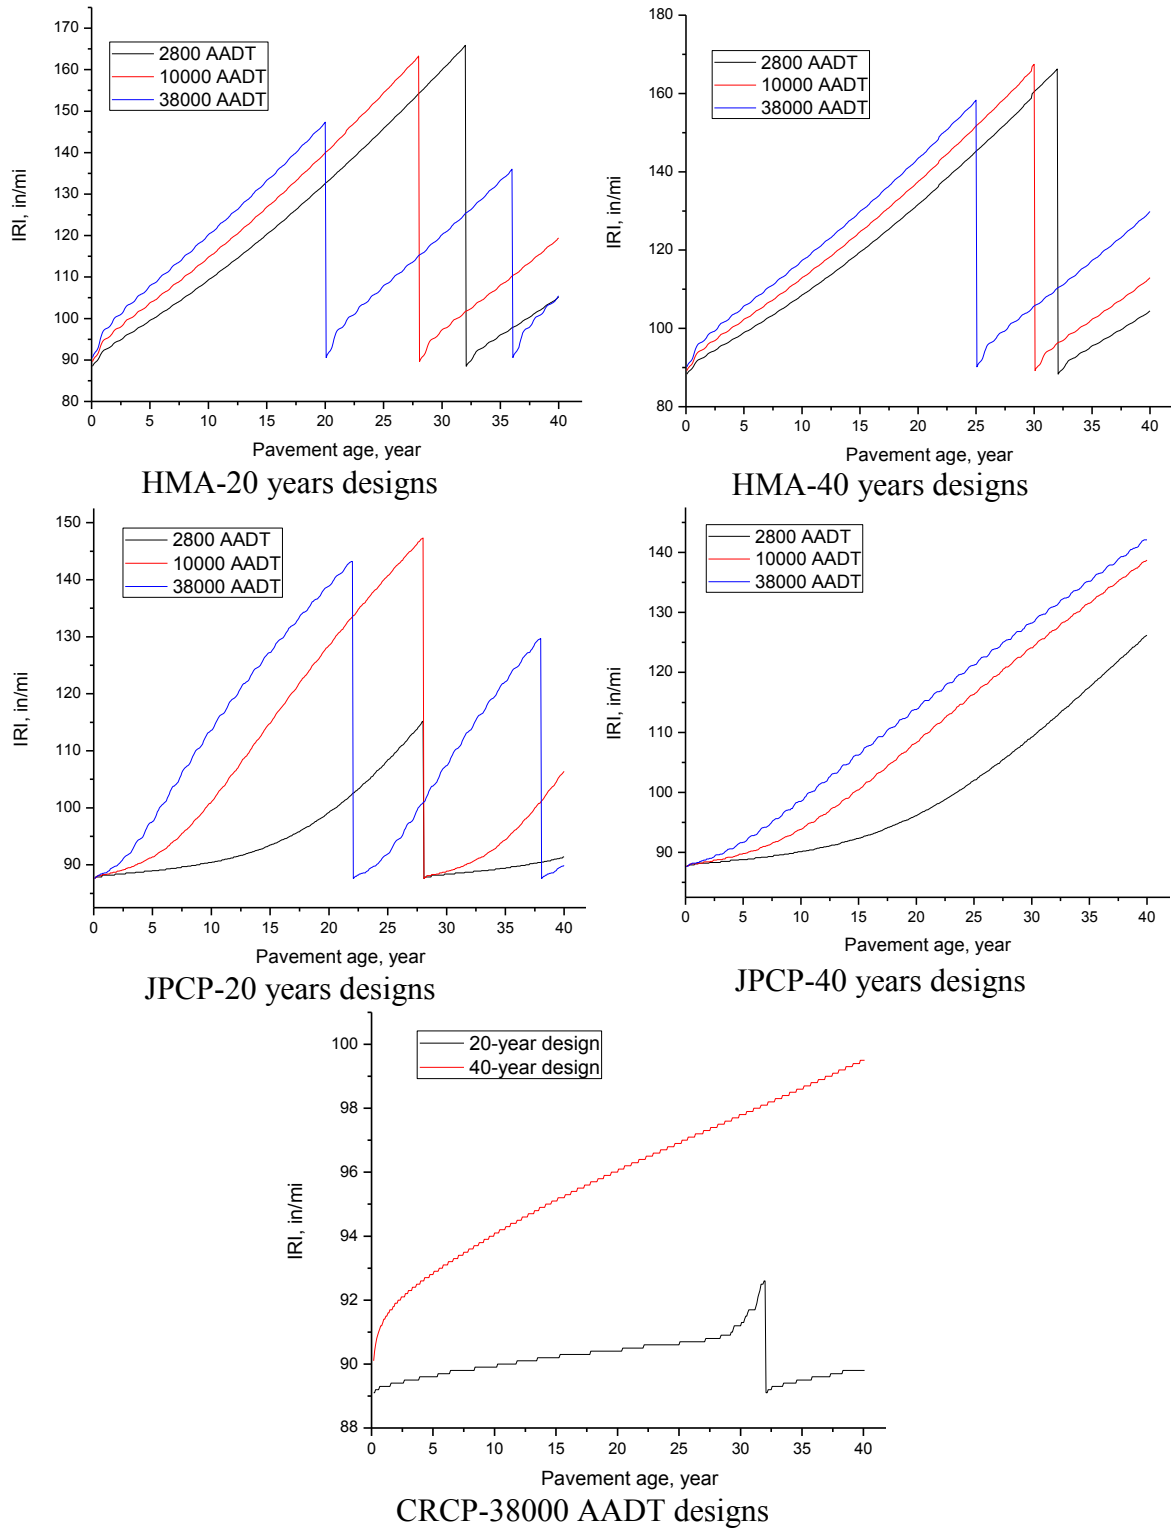 175
170
160
150
140
130
120
110
100
90
80
IRI, in/mi
2800 AADT
10000 AADT
38000 AADT
0 5 10 15 20 25 30 35 40
Pavement age, year
HMA-20 years designs
180
160
140
120
100
80
IRI, in/mi
2800 AADT
10000 AADT
38000 AADT
0 5 10 15 20 25 30 35 40
Pavement age, year
HMA-40 years designs
150
140
130
120
110
100
90
IRI, in/mi
2800 AADT
10000 AADT
38000 AADT
0 5 10 15 20 25 30 35 40
Pavement age, year
JPCP-20 years designs
140
130
120
110
100
90
IRI, in/mi
2800 AADT
10000 AADT
38000 AADT
0 5 10 15 20 25 30 35 40
Pavement age, year
JPCP-40 years designs
100
98
96
94
92
90
88
IRI, in/mi
20-year design
40-year design
0 5 10 15 20 25 30 35 40
Pavement age, year
CRCP-38000 AADT designs